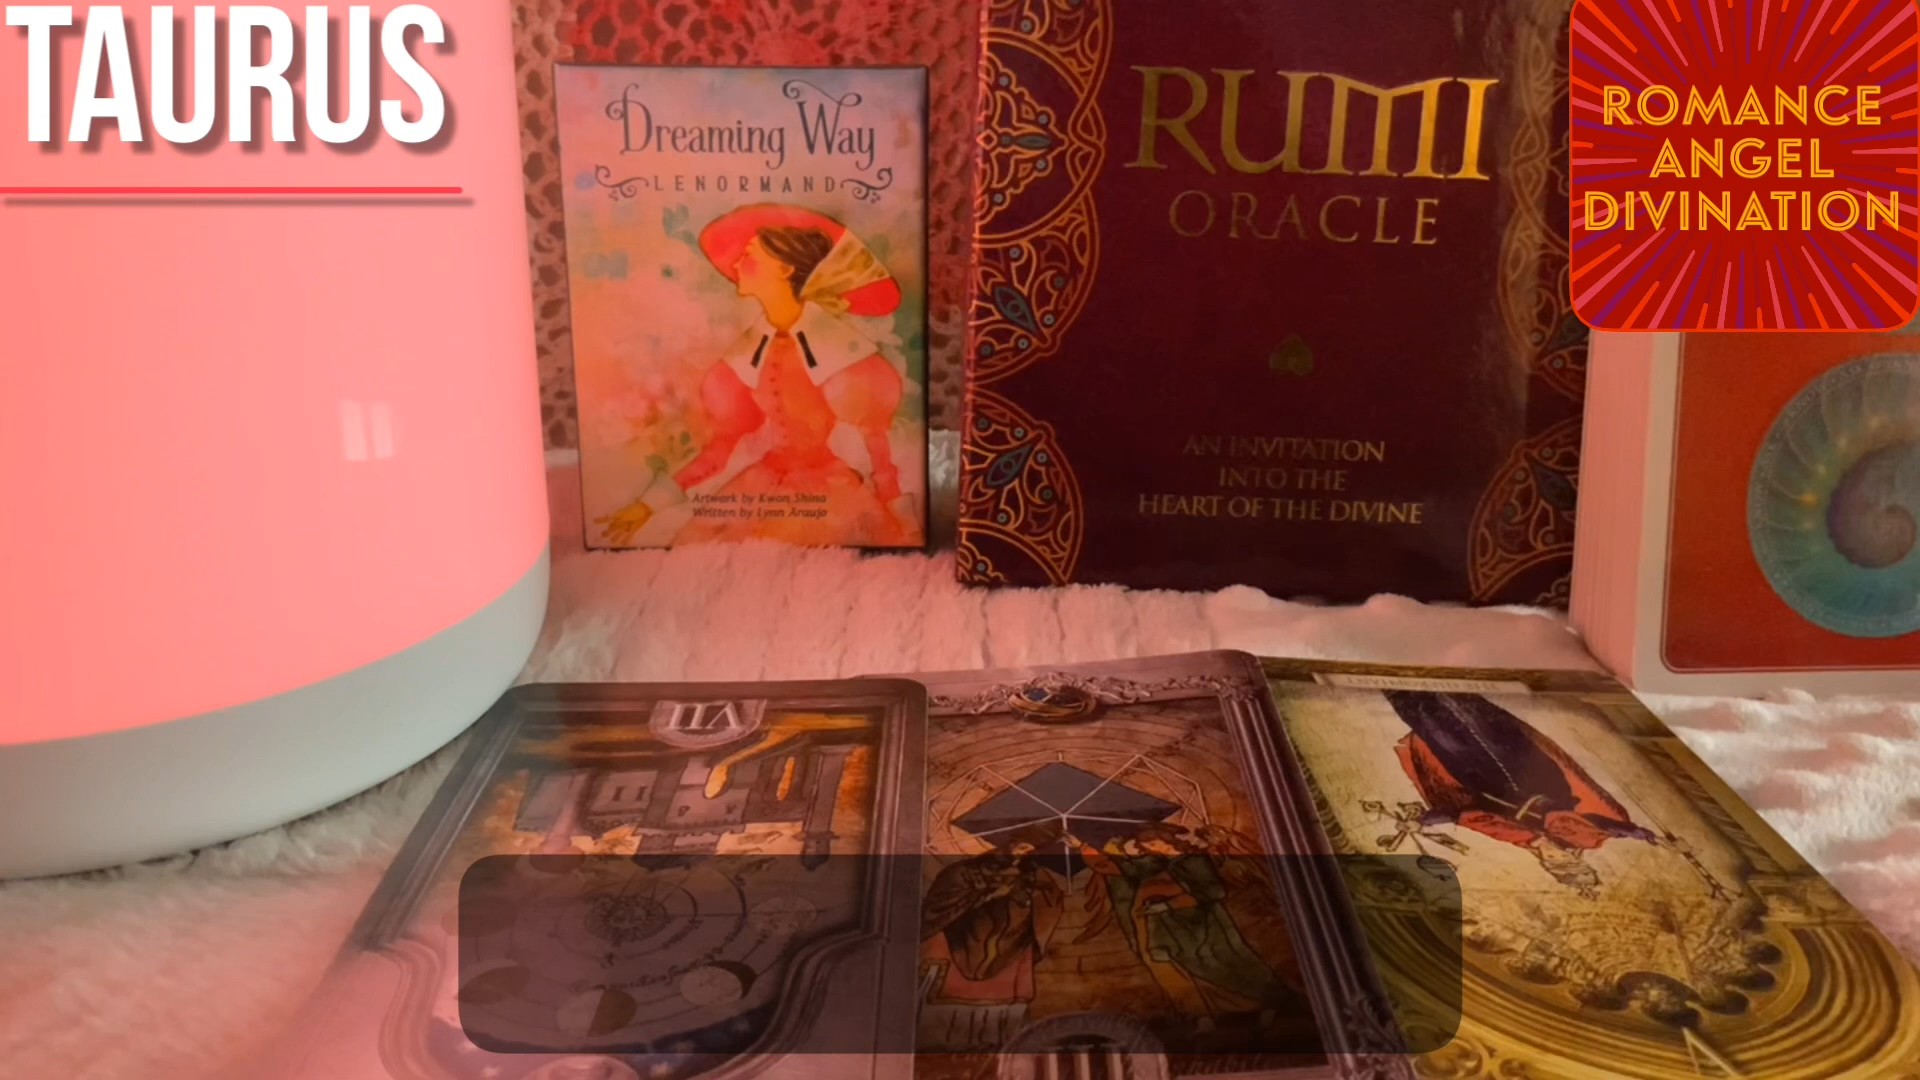 TAURUS
Dreaming Way
LENORMAND
Artwork by Kwon Shina
Written by Lynn Araujo
RUMI
ORACLE
AN INVITATION
INTO THE
HEART OF THE DIVINE
ROMANCE
ANGEL
DIVINATION
VII